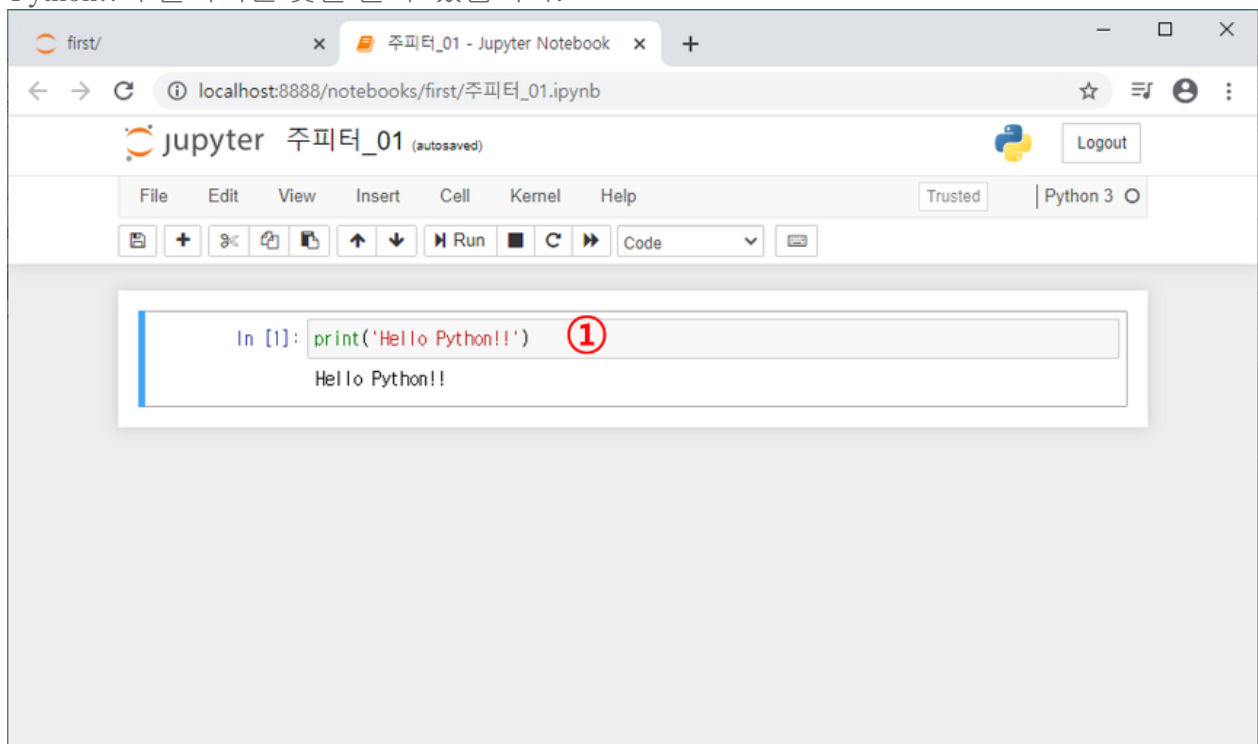 first/
주피터_01 - Jupyter Notebook
localhost:8888/notebooks/first/주피터_01.ipynb
jupyter 주피터_01 (autosaved)
Logout
File Edit View Insert Cell Kernel Help Trusted Python 3
Run Code
In [1]: print('Hello Python!!') ①
Hello Python!!